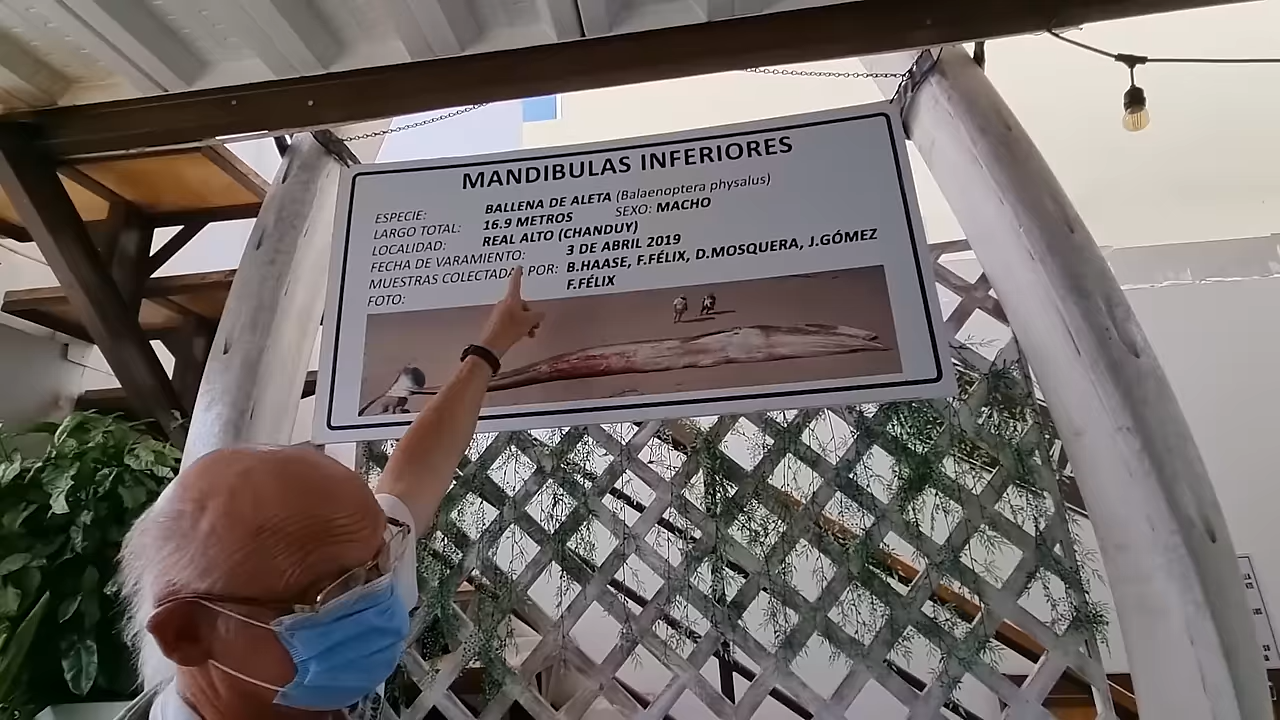 MANDIBULAS INFERIORES
ESPECIE: BALLENA DE ALETA (Balaenoptera physalus)
LARGO TOTAL: 16.9 METROS SEXO: MACHO
LOCALIDAD: REAL ALTO (CHANDUY)
FECHA DE VARAMIENTO: 3 DE ABRIL 2019
MUESTRAS COLECTADAS POR: B.HAASE, F.FÉLIX, D.MOSQUERA, J.GÓMEZ
FOTO: F.FÉLIX